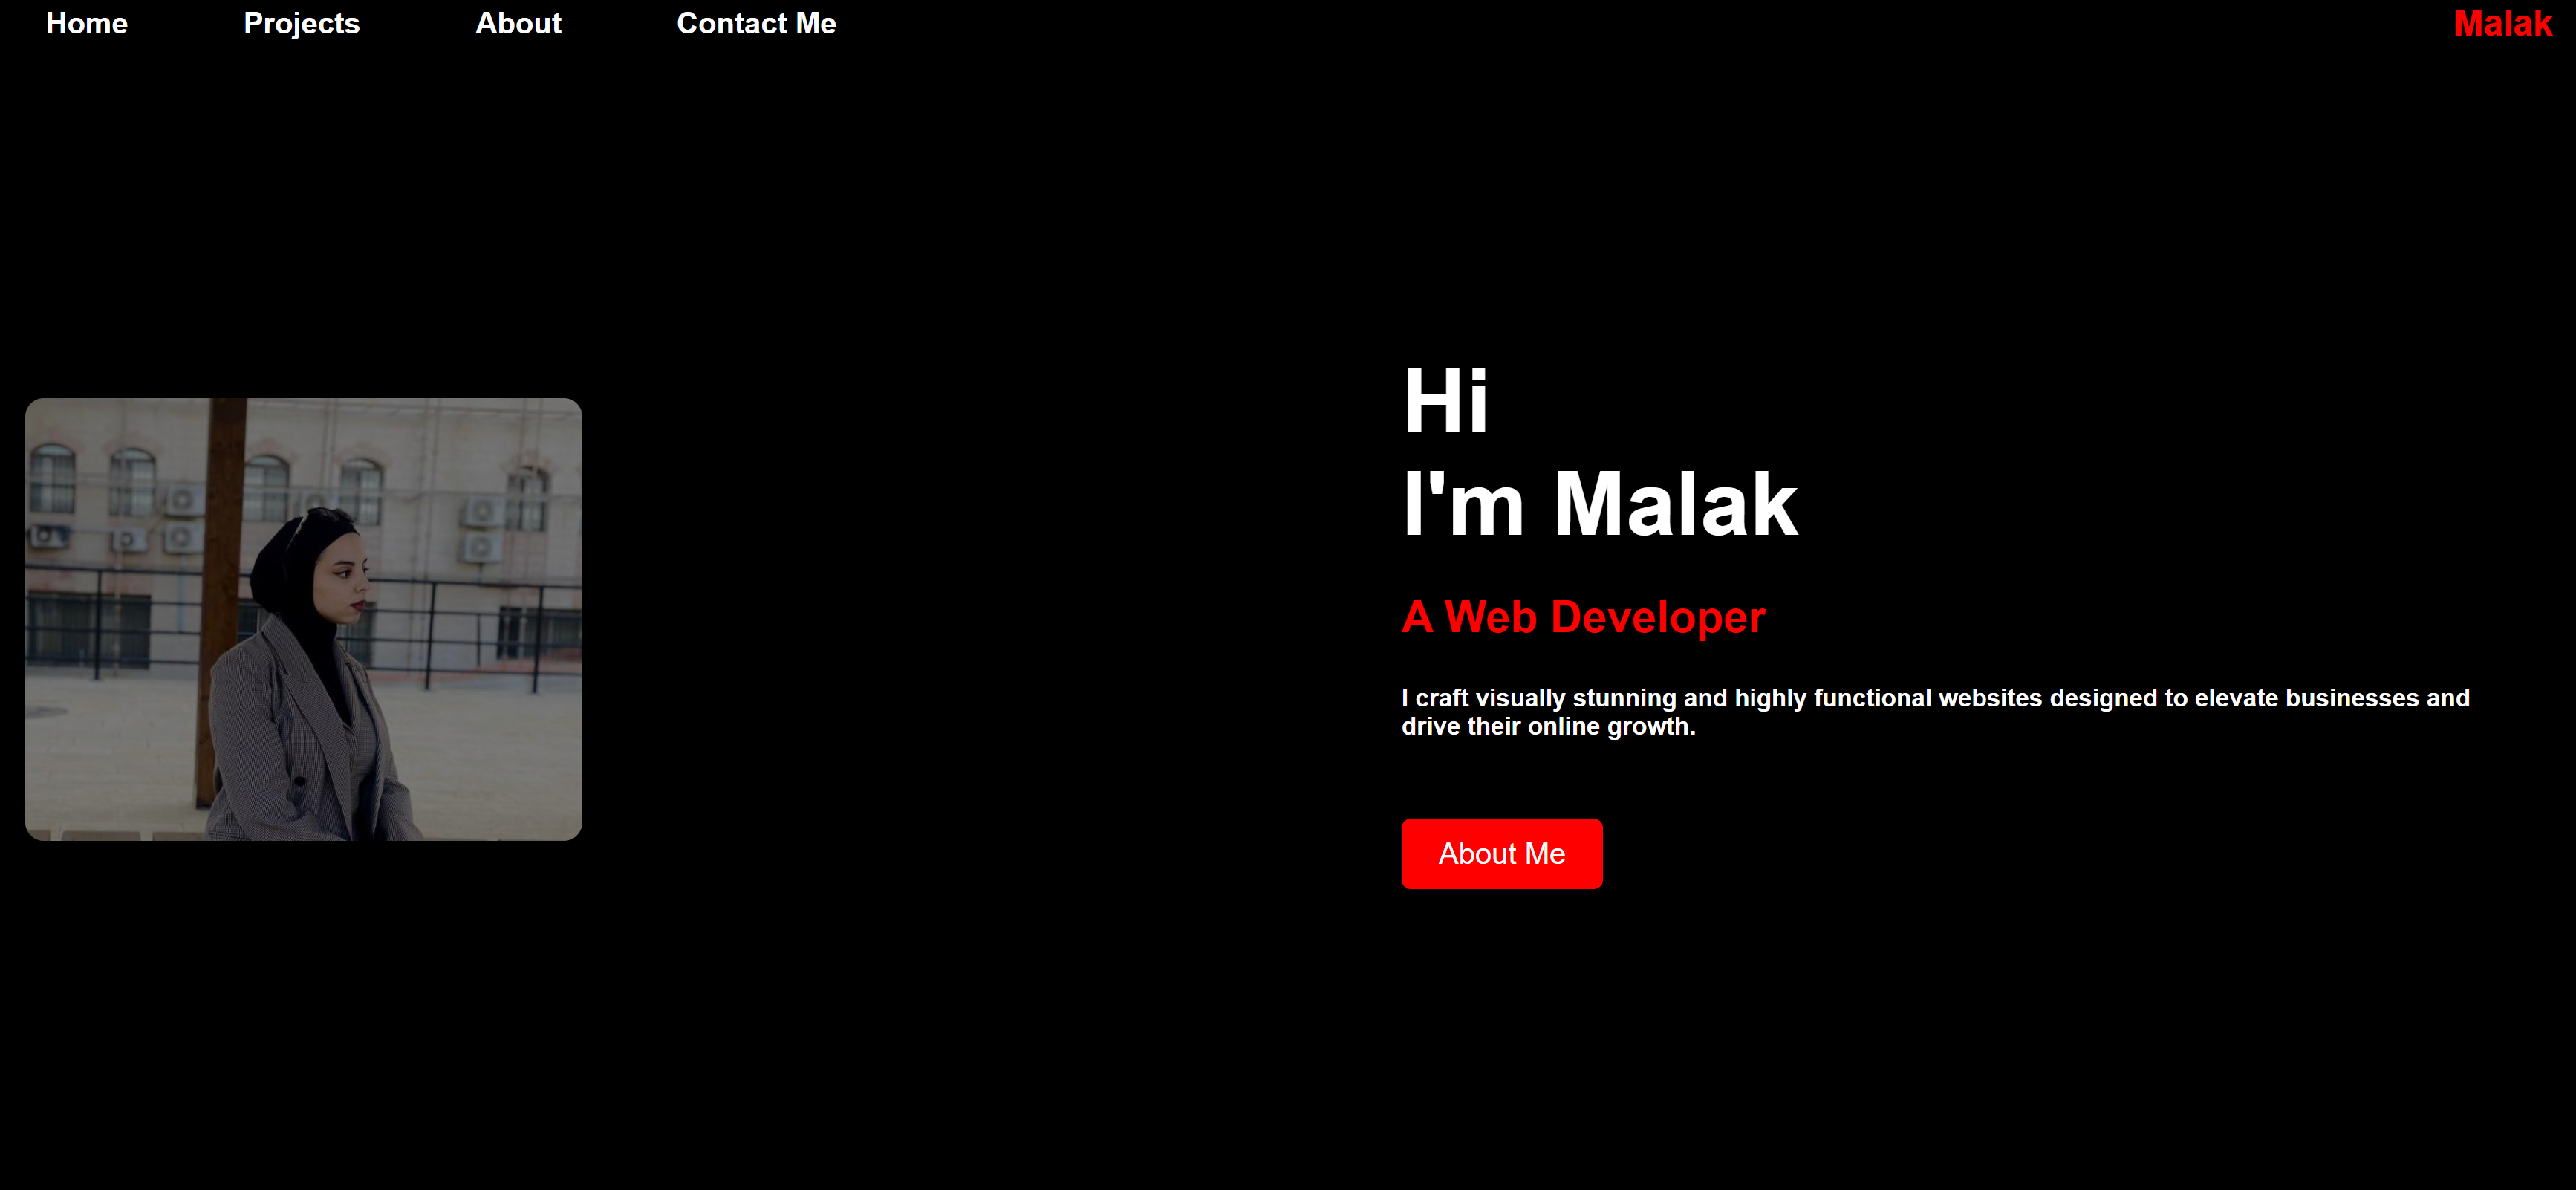 Home
Projects
About
Contact Me
Malak
Hi
I'm Malak
A Web Developer
I craft visually stunning and highly functional websites designed to elevate businesses and
drive their online growth.
About Me